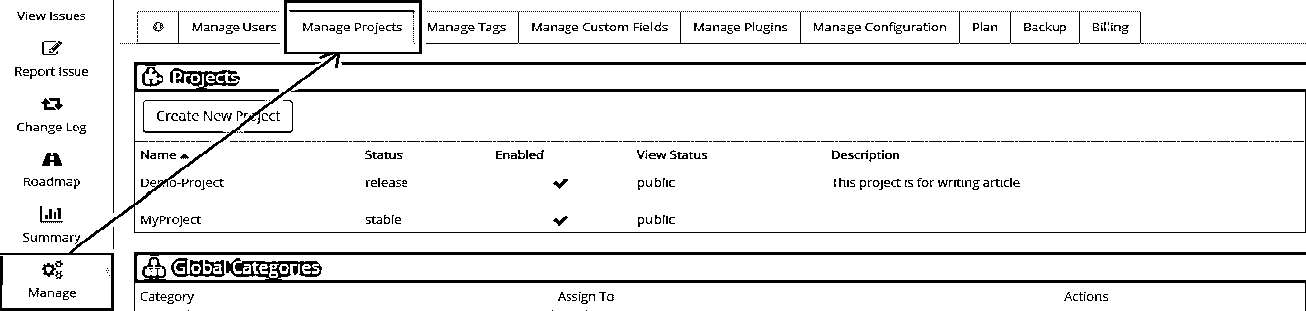 View Issues
Report Issue
Change Log
Roadmap
Summary
Manage
Manage Users Manage Projects Manage Tags Manage Custom Fields Manage Plugins Manage Configuration Plan Backup Billing
Projects
Create New Project
Name Status Enabled View Status Description
Demo-Project release public This project is for writing article
MyProject stable public
Global Categories
Category Assign To Actions